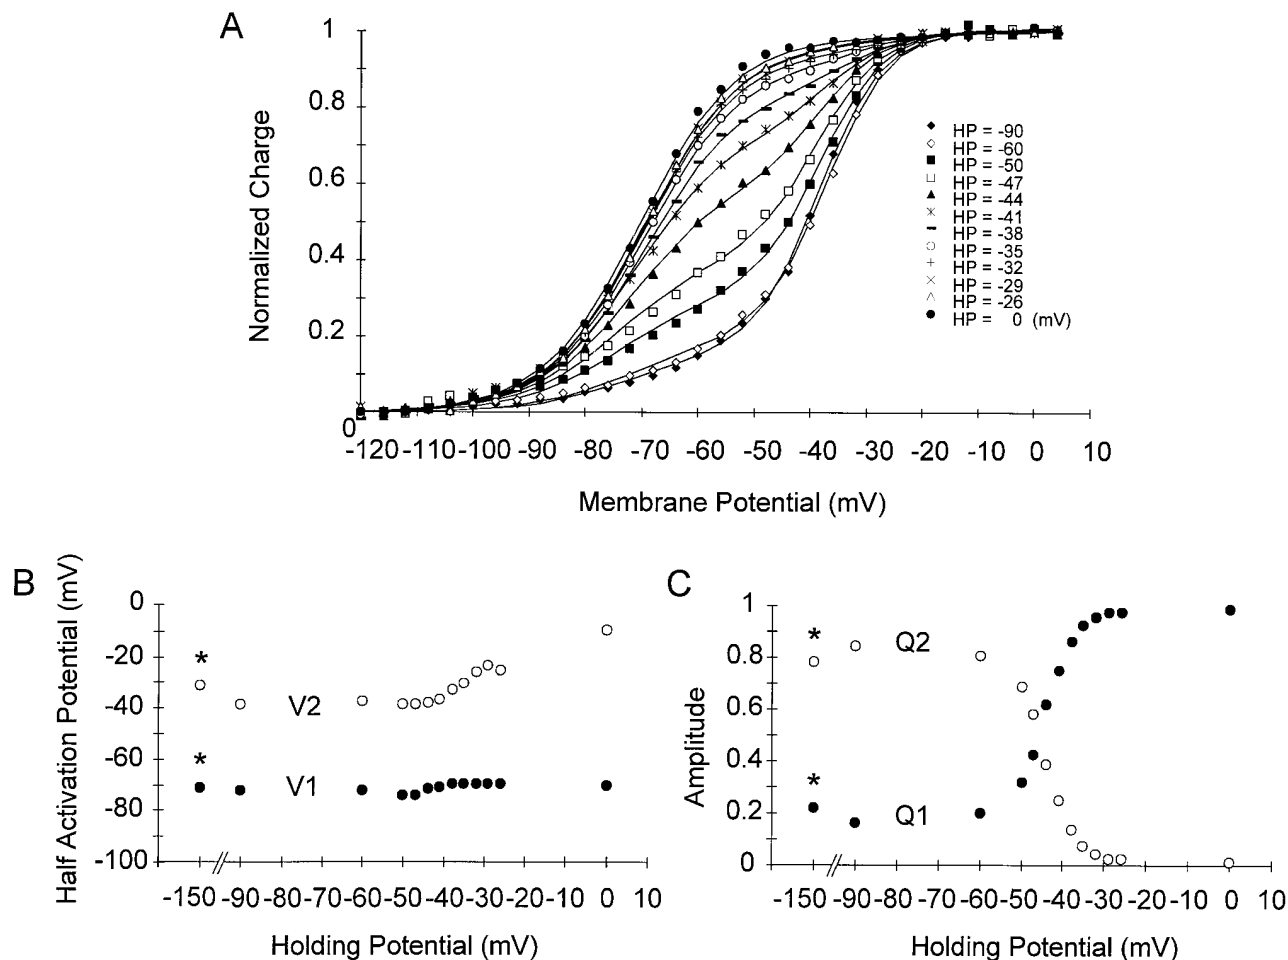 A
Normalized Charge
1
0.8
0.6
0.4
0.2
0
-120 -110 -100 -90 -80 -70 -60 -50 -40 -30 -20 -10 0 10
Membrane Potential (mV)
HP = -90
HP = -60
HP = -50
HP = -47
HP = -44
HP = -41
HP = -38
HP = -35
HP = -32
HP = -29
HP = -26
HP = 0 (mV)
B
Half Activation Potential (mV)
0
-20
-40
-60
-80
-100
*
V2
*
V1
-150 -90 -80 -70 -60 -50 -40 -30 -20 -10 0 10
Holding Potential (mV)
C
Amplitude
1
0.8
0.6
0.4
0.2
0
*
Q2
*
Q1
-150 -90 -80 -70 -60 -50 -40 -30 -20 -10 0 10
Holding Potential (mV)